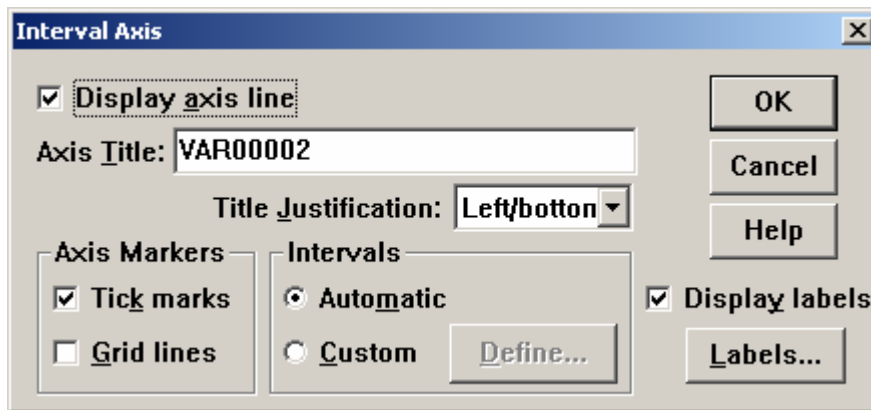 Interval Axis
Display axis line
OK
Axis Title: VAR00002
Cancel
Title Justification: Left/botton
Help
Axis Markers
Intervals
Tick marks
Automatic
Display labels
Grid lines
Custom
Define...
Labels...